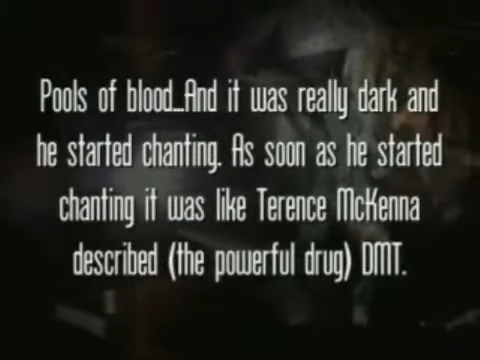 Pools of blood...And it was really dark and
he started chanting. As soon as he started
chanting it was like Terence McKenna
described (the powerful drug) DMT.